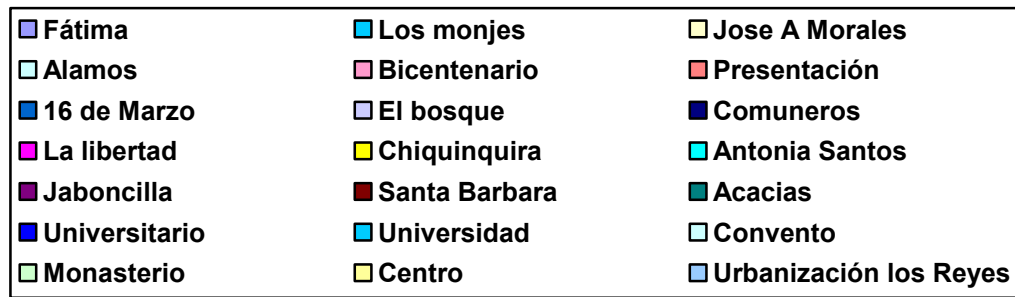 Fátima Los monjes Jose A Morales
Alamos Bicentenario Presentación
16 de Marzo El bosque Comuneros
La libertad Chiquinquira Antonia Santos
Jaboncilla Santa Barbara Acacias
Universitario Universidad Convento
Monasterio Centro Urbanización los Reyes